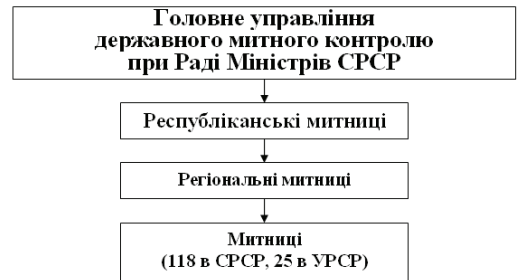 Головне управління
державного митного контролю
при Раді Міністрів СРСР
Республіканські митниці
Регіональні митниці
Митниці
(118 в СРСР, 25 в УРСР)